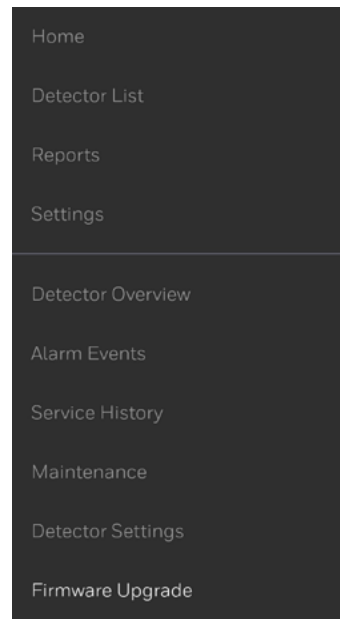 Home
Detector List
Reports
Settings
Detector Overview
Alarm Events
Service History
Maintenance
Detector Settings
Firmware Upgrade